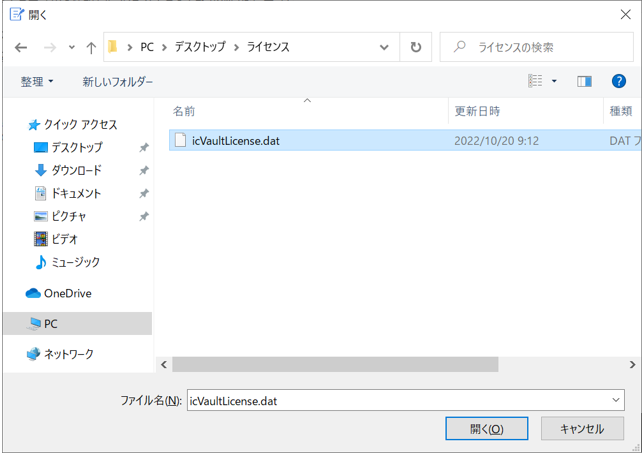 開く
PC > デスクトップ > ライセンス
ライセンスの検索
整理
新しいフォルダー
名前 更新日時 種類
クイック アクセス
デスクトップ
ダウンロード
ドキュメント
ピクチャ
ビデオ
ミュージック
OneDrive
PC
ネットワーク
icVaultLicense.dat 2022/10/20 9:12 DAT フ
ファイル名(N): icVaultLicense.dat
開く(O) キャンセル